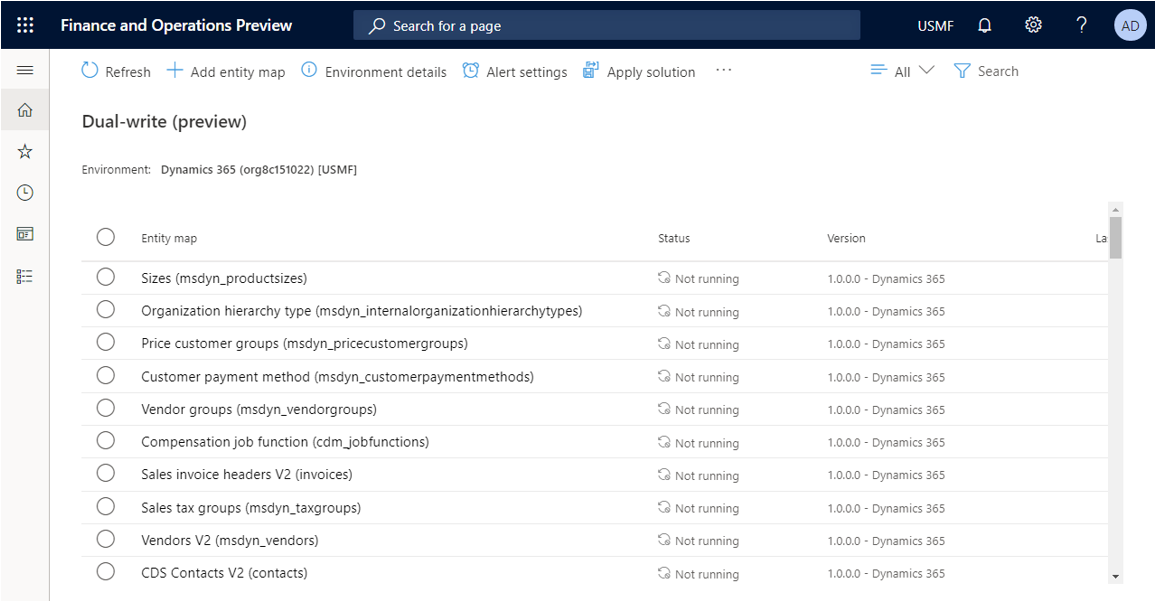 Finance and Operations Preview Search for a page USMF ? AD
Refresh Add entity map Environment details Alert settings Apply solution ··· All Search
Dual-write (preview)
Environment: Dynamics 365 (org8c151022) [USMF]
Entity map Status Version La
Sizes (msdyn_productsizes) Not running 1.0.0.0 - Dynamics 365
Organization hierarchy type (msdyn_internalorganizationhierarchytypes) Not running 1.0.0.0 - Dynamics 365
Price customer groups (msdyn_pricecustomergroups) Not running 1.0.0.0 - Dynamics 365
Customer payment method (msdyn_customerpaymentmethods) Not running 1.0.0.0 - Dynamics 365
Vendor groups (msdyn_vendorgroups) Not running 1.0.0.0 - Dynamics 365
Compensation job function (cdm_jobfunctions) Not running 1.0.0.0 - Dynamics 365
Sales invoice headers V2 (invoices) Not running 1.0.0.0 - Dynamics 365
Sales tax groups (msdyn_taxgroups) Not running 1.0.0.0 - Dynamics 365
Vendors V2 (msdyn_vendors) Not running 1.0.0.0 - Dynamics 365
CDS Contacts V2 (contacts) Not running 1.0.0.0 - Dynamics 365